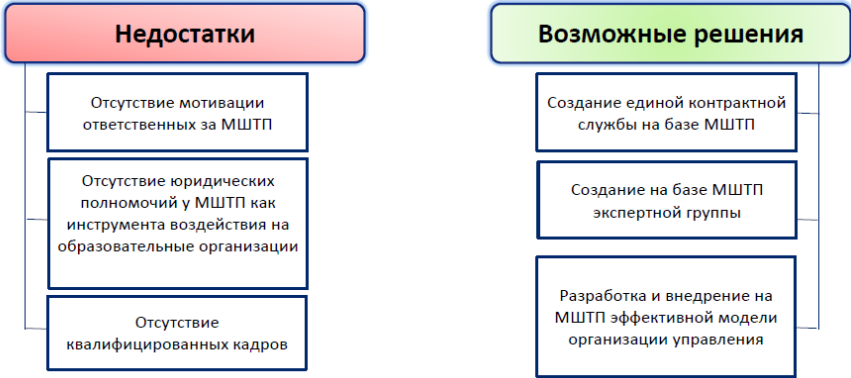 Недостатки
Отсутствие мотивации
ответственных за МШТП
Отсутствие юридических
полномочий у МШТП как
инструмента воздействия на
образовательные организации
Отсутствие
квалифицированных кадров
Возможные решения
Создание единой контрактной
службы на базе МШТП
Создание на базе МШТП
экспертной группы
Разработка и внедрение на
МШТП эффективной модели
организации управления